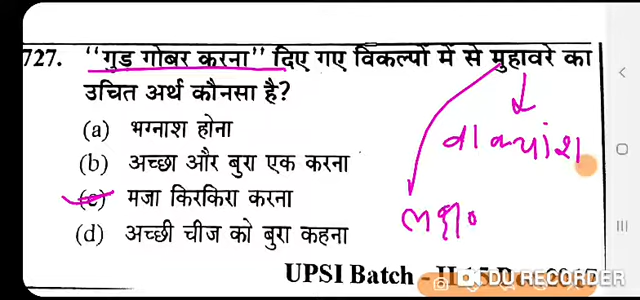 727. "गुड गोबर करना" दिए गए विकल्पों में से मुहावरे का
उचित अर्थ कौनसा है?
(a) भग्नाश होना
(b) अच्छा और बुरा एक करना
वाक्यांश
(c) मजा किरकिरा करना
(d) अच्छी चीज को बुरा कहना
UPSI Batch - II
DU RECORDER